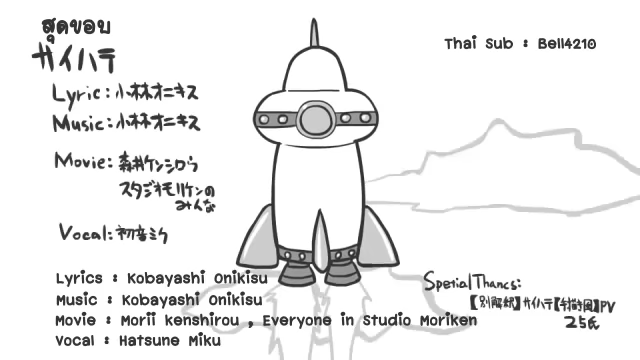 สุดขอบ
サイハテ
Thai Sub : Bell4210
Lyric: 小林オニキス
Music: 小林オニキス
Movie: 森井ケンシロウ
スタジオモリケンの
みんな
Vocal: 初音ミク
Lyrics : Kobayashi Onikisu
Music : Kobayashi Onikisu
Movie : Morii kenshirou , Everyone in Studio Moriken
Vocal : Hatsune Miku
Special Thancs:
【別解釈】サイハテ【手描き風】PV
25氏